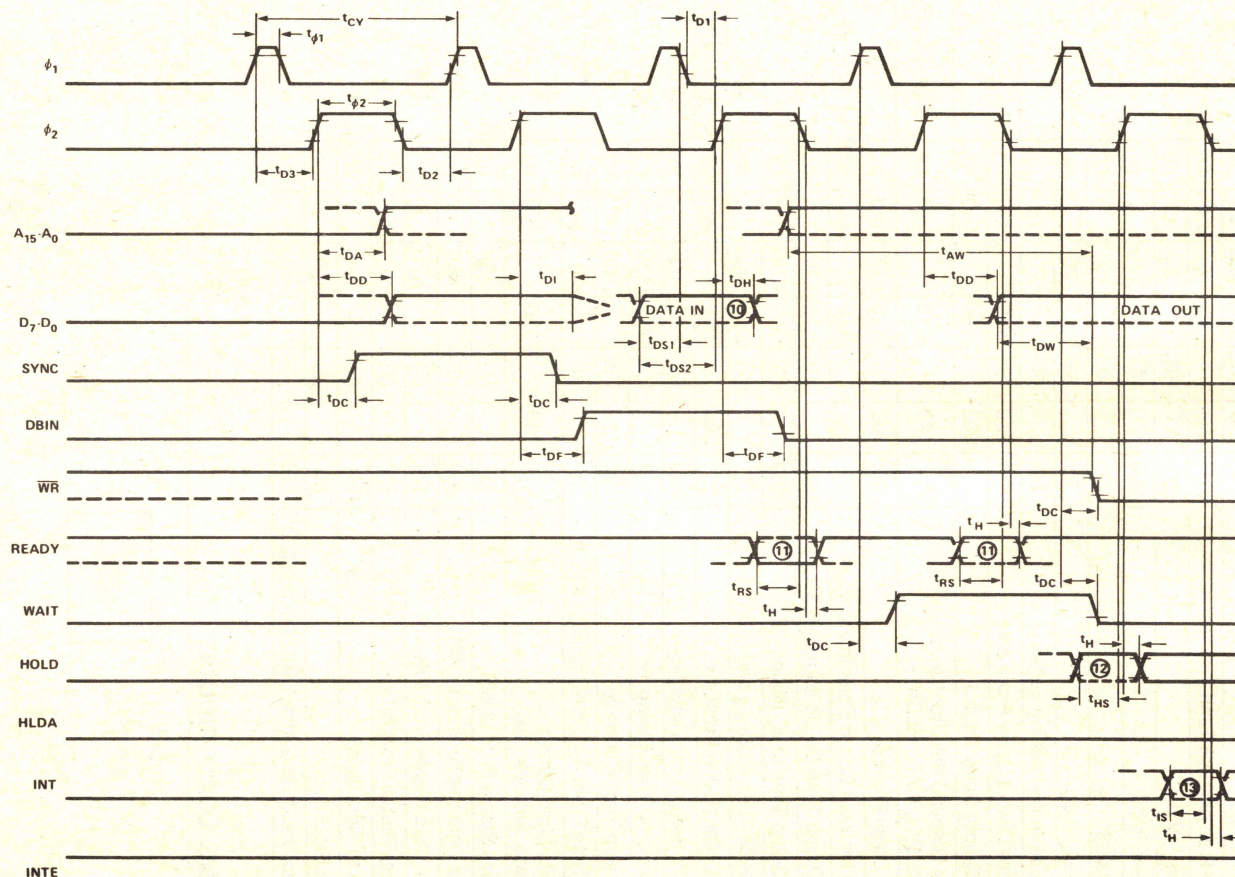 tCY
tD1
tϕ1
ϕ1
tϕ2
ϕ2
tD3
tD2
A15-A0
tDA
tAW
tDD
tDI
tDH
tDD
D7-D0
DATA IN
10
DATA OUT
tDS1
tDW
tDS2
SYNC
tDC
tDC
DBIN
tDF
tDF
WR
tDC
tH
READY
11
11
tRS
tRS
tDC
WAIT
tH
tDC
tH
HOLD
12
tHS
HLDA
INT
13
tIS
tH
INTE